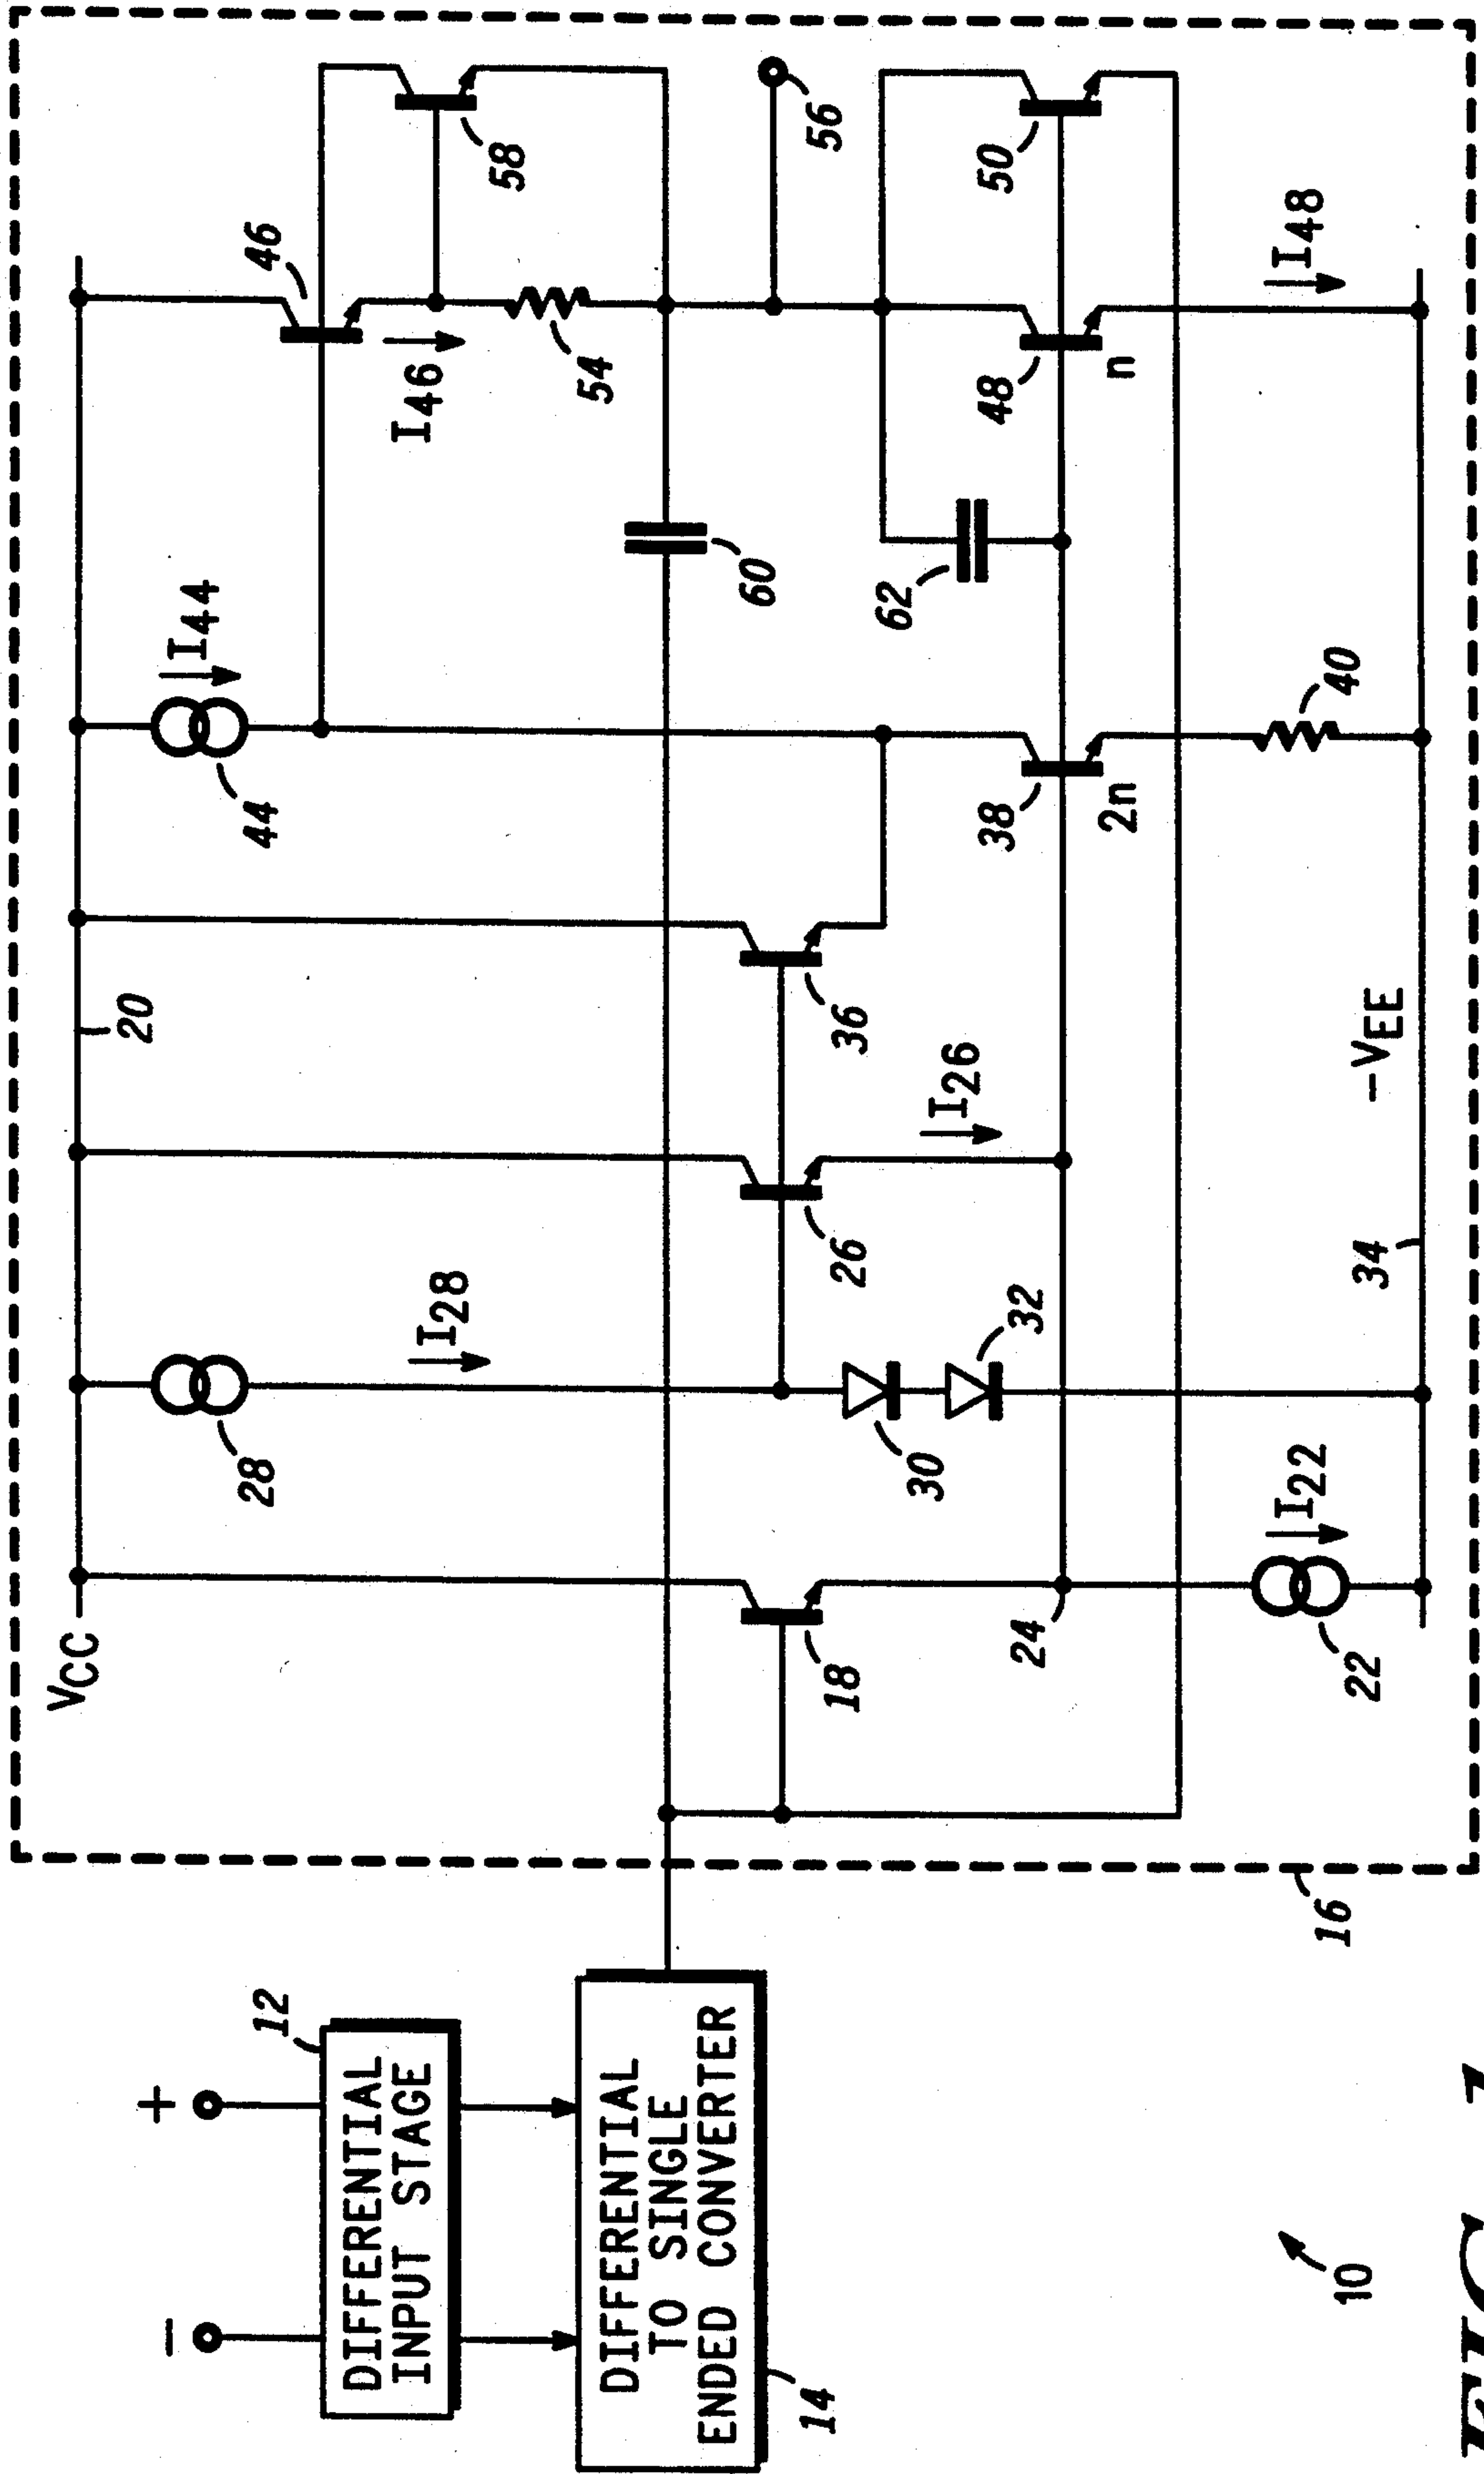 +
−
12
DIFFERENTIAL
INPUT STAGE
DIFFERENTIAL
TO SINGLE
ENDED CONVERTER
14
10
16
VCC
20
18
24
22
I22
28
I28
30
32
26
I26
36
34
−VEE
44
I44
38
2n
40
60
62
46
I46
54
58
56
48
n
50
I48